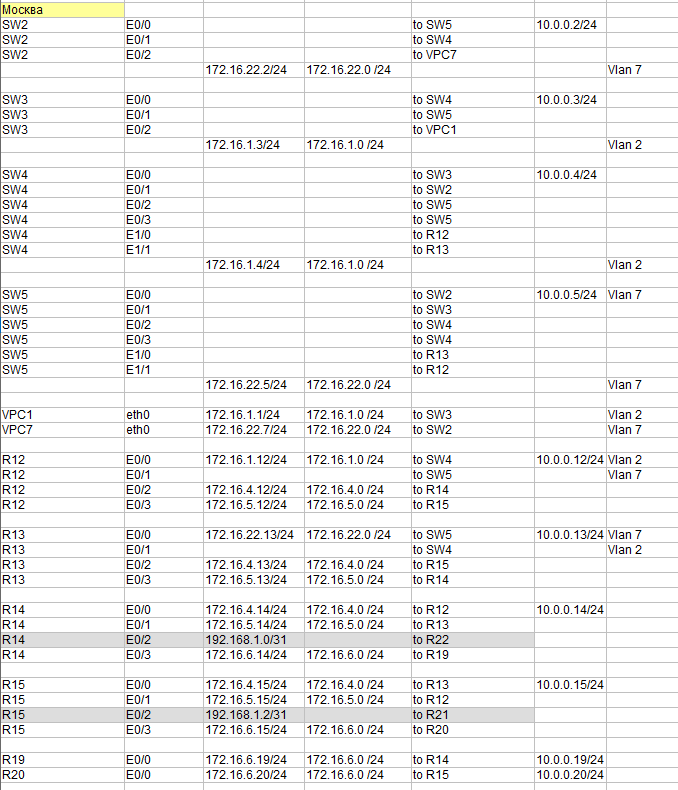 Москва
SW2 E0/0 to SW5 10.0.0.2/24
SW2 E0/1 to SW4
SW2 E0/2 to VPC7
172.16.22.2/24 172.16.22.0 /24 Vlan 7
SW3 E0/0 to SW4 10.0.0.3/24
SW3 E0/1 to SW5
SW3 E0/2 to VPC1
172.16.1.3/24 172.16.1.0 /24 Vlan 2
SW4 E0/0 to SW3 10.0.0.4/24
SW4 E0/1 to SW2
SW4 E0/2 to SW5
SW4 E0/3 to SW5
SW4 E1/0 to R12
SW4 E1/1 to R13
172.16.1.4/24 172.16.1.0 /24 Vlan 2
SW5 E0/0 to SW2 10.0.0.5/24 Vlan 7
SW5 E0/1 to SW3
SW5 E0/2 to SW4
SW5 E0/3 to SW4
SW5 E1/0 to R13
SW5 E1/1 to R12
172.16.22.5/24 172.16.22.0 /24 Vlan 7
VPC1 eth0 172.16.1.1/24 172.16.1.0 /24 to SW3 Vlan 2
VPC7 eth0 172.16.22.7/24 172.16.22.0 /24 to SW2 Vlan 7
R12 E0/0 172.16.1.12/24 172.16.1.0 /24 to SW4 10.0.0.12/24 Vlan 2
R12 E0/1 to SW5 Vlan 7
R12 E0/2 172.16.4.12/24 172.16.4.0 /24 to R14
R12 E0/3 172.16.5.12/24 172.16.5.0 /24 to R15
R13 E0/0 172.16.22.13/24 172.16.22.0 /24 to SW5 10.0.0.13/24 Vlan 7
R13 E0/1 to SW4 Vlan 2
R13 E0/2 172.16.4.13/24 172.16.4.0 /24 to R15
R13 E0/3 172.16.5.13/24 172.16.5.0 /24 to R14
R14 E0/0 172.16.4.14/24 172.16.4.0 /24 to R12 10.0.0.14/24
R14 E0/1 172.16.5.14/24 172.16.5.0 /24 to R13
R14 E0/2 192.168.1.0/31 to R22
R14 E0/3 172.16.6.14/24 172.16.6.0 /24 to R19
R15 E0/0 172.16.4.15/24 172.16.4.0 /24 to R13 10.0.0.15/24
R15 E0/1 172.16.5.15/24 172.16.5.0 /24 to R12
R15 E0/2 192.168.1.2/31 to R21
R15 E0/3 172.16.6.15/24 172.16.6.0 /24 to R20
R19 E0/0 172.16.6.19/24 172.16.6.0 /24 to R14 10.0.0.19/24
R20 E0/0 172.16.6.20/24 172.16.6.0 /24 to R15 10.0.0.20/24